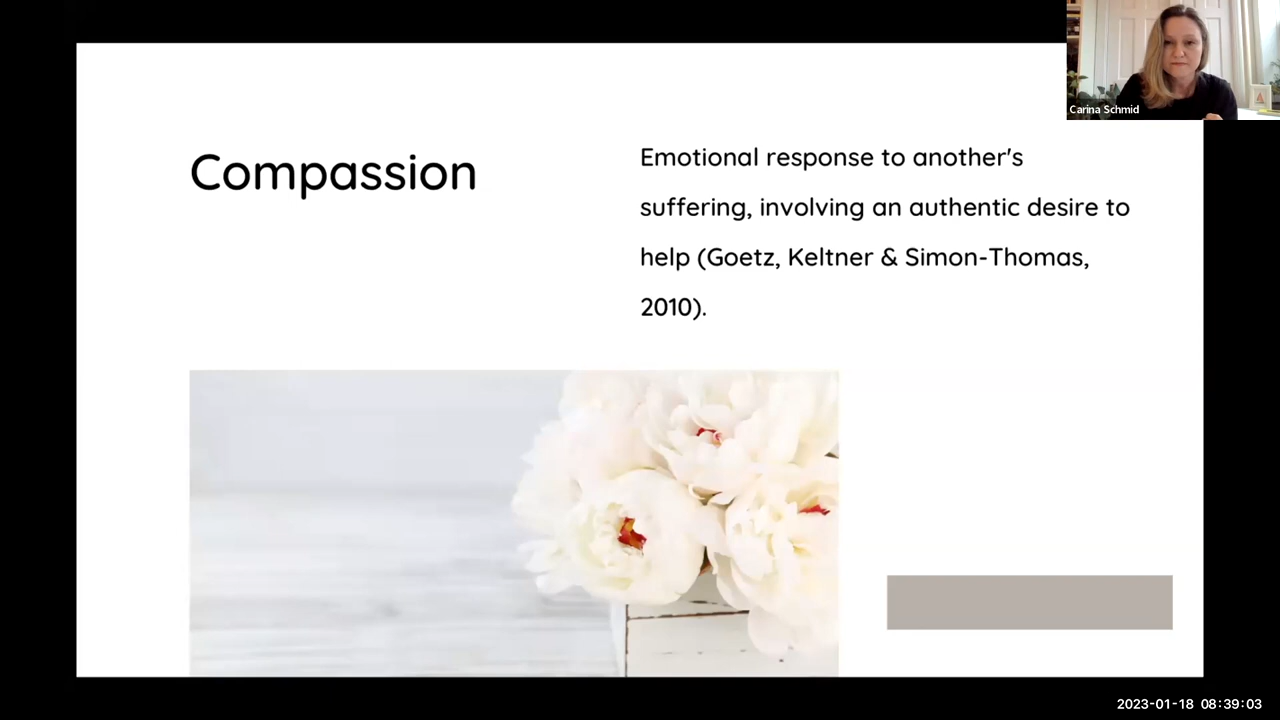 Carina Schmid
Compassion
Emotional response to another's
suffering, involving an authentic desire to
help (Goetz, Keltner & Simon-Thomas,
2010).
2023-01-18 08:39:03